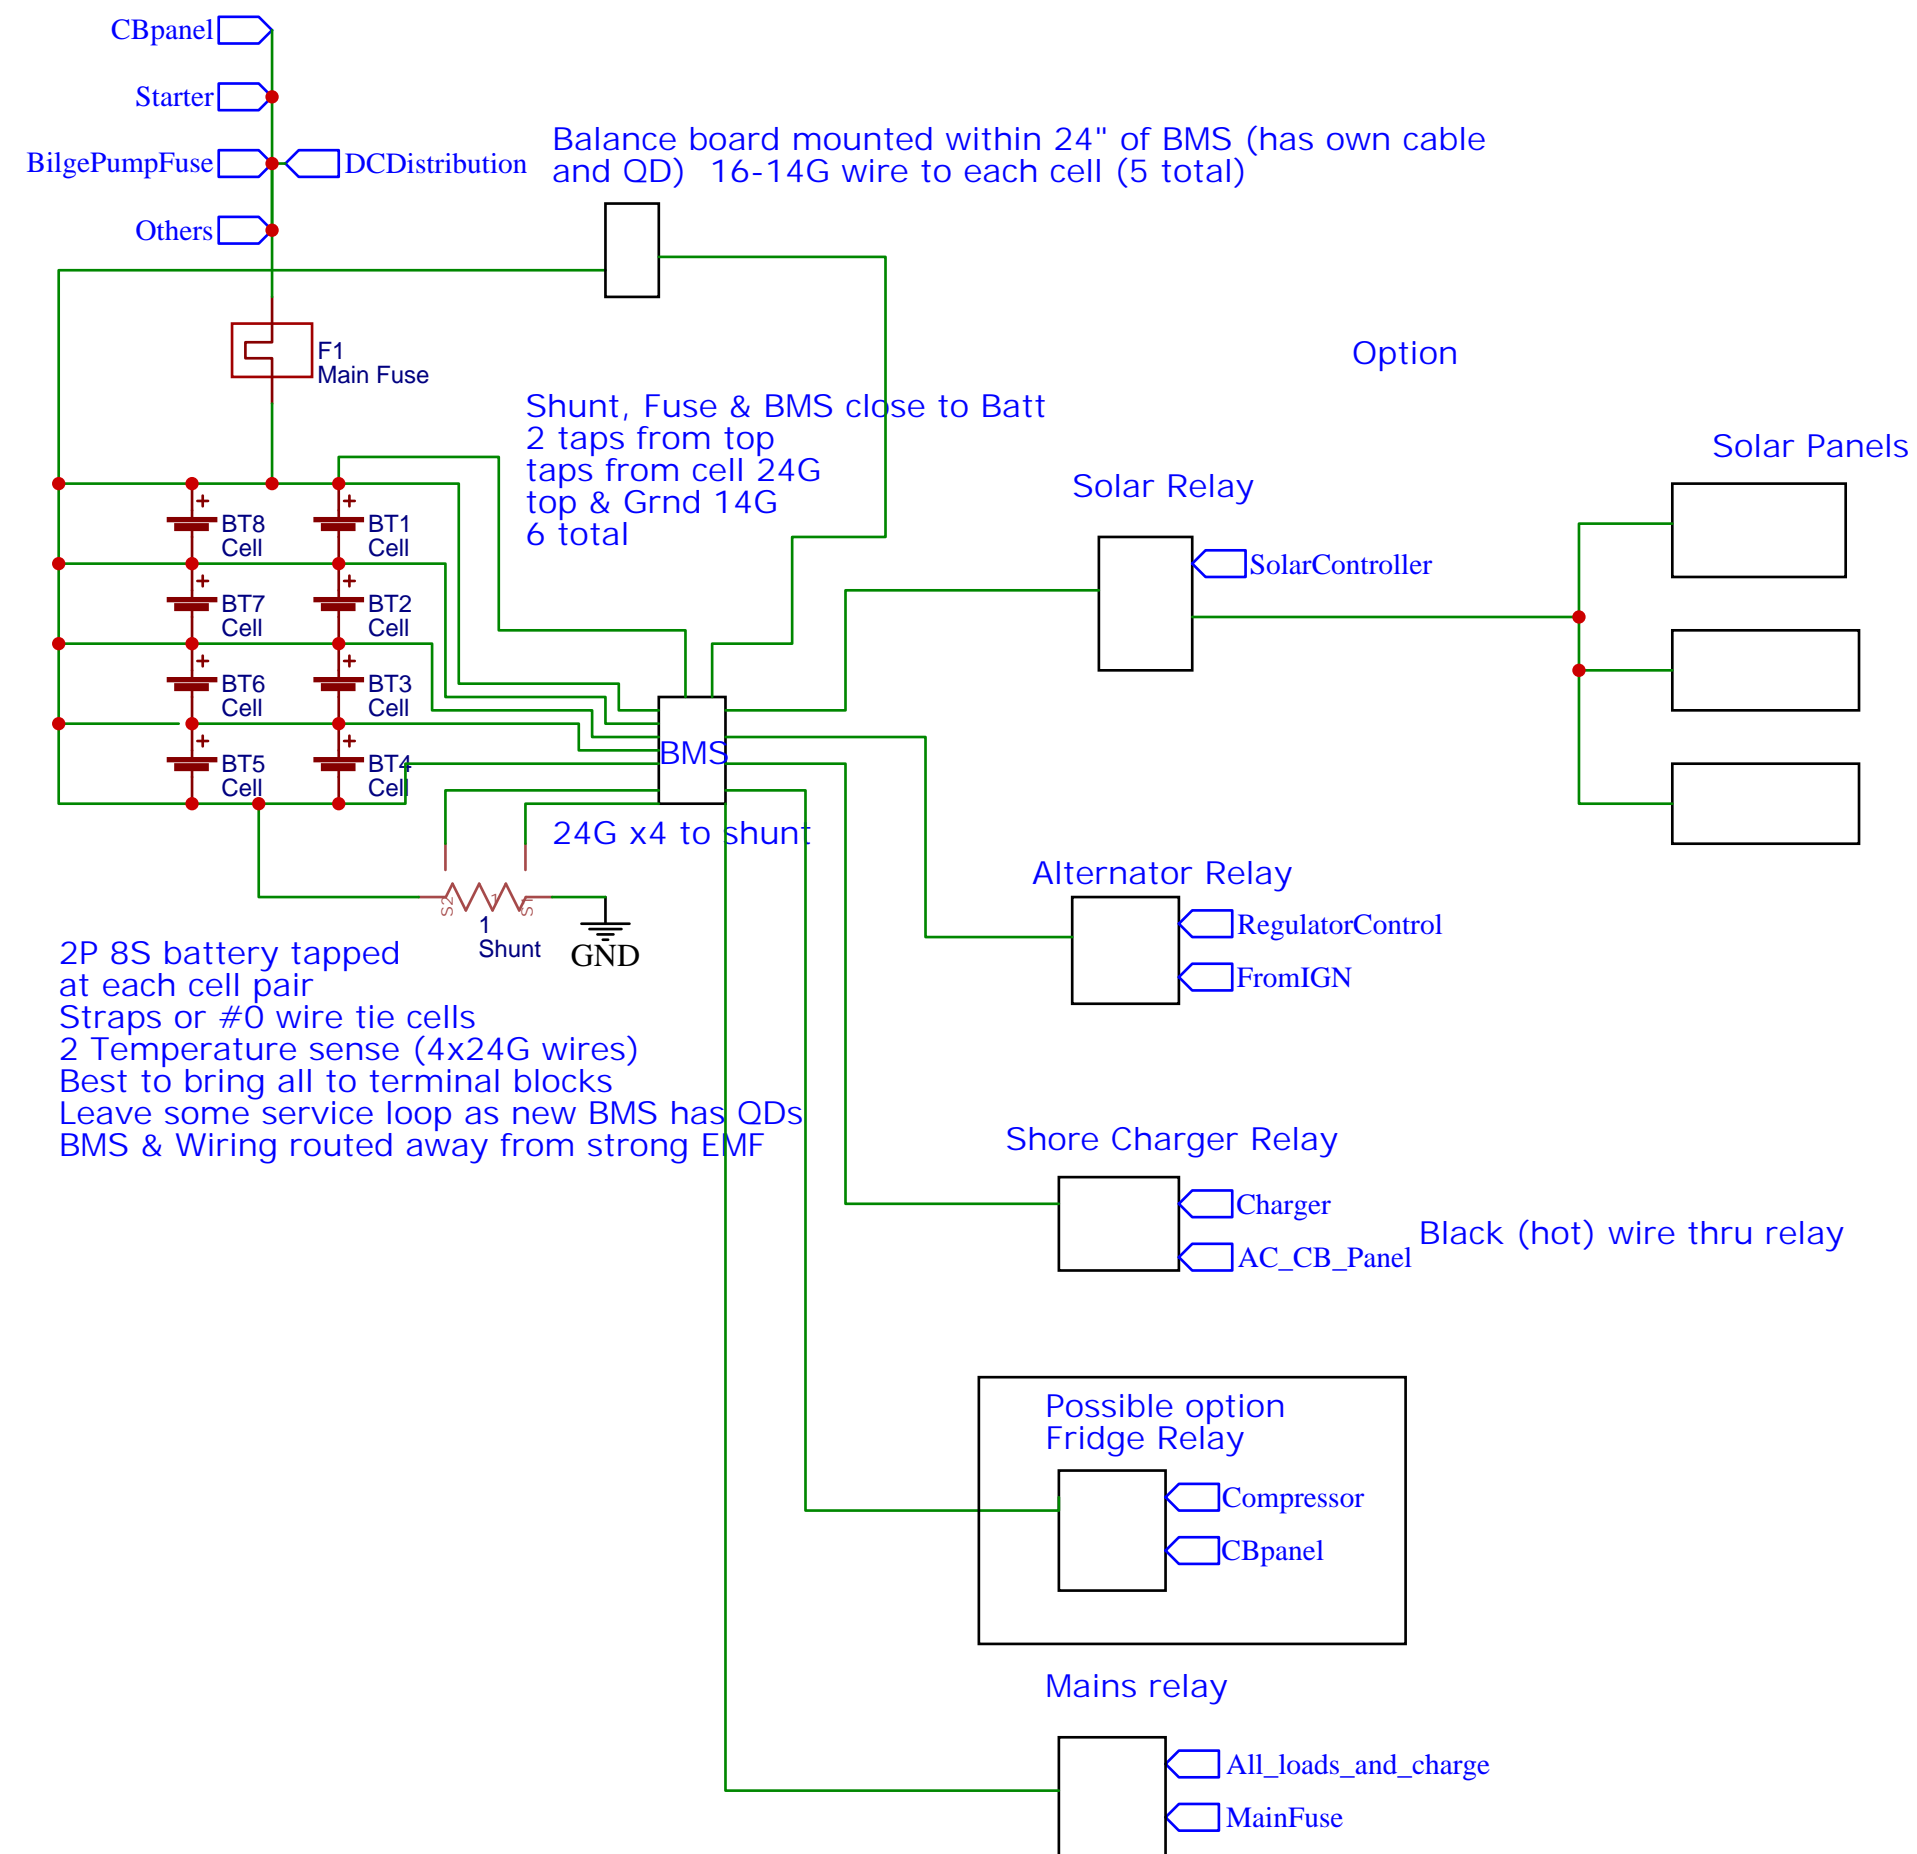 CBpanel
Starter
BilgePumpFuse
DCDistribution
Others
Balance board mounted within 24" of BMS (has own cable
and QD)  16-14G wire to each cell (5 total)
F1
Main Fuse
Option
Shunt, Fuse & BMS close to Batt
2 taps from top
taps from cell 24G
top & Grnd 14G
6 total
Solar Panels
Solar Relay
SolarController
+
BT8
Cell
+
BT1
Cell
+
BT7
Cell
+
BT2
Cell
+
BT6
Cell
+
BT3
Cell
+
BT5
Cell
+
BT4
Cell
BMS
24G x4 to shunt
S2
1
S1
1
Shunt
GND
Alternator Relay
RegulatorControl
FromIGN
2P 8S battery tapped
at each cell pair
Straps or #0 wire tie cells
2 Temperature sense (4x24G wires)
Best to bring all to terminal blocks
Leave some service loop as new BMS has QDs
BMS & Wiring routed away from strong EMF
Shore Charger Relay
Charger
AC_CB_Panel
Black (hot) wire thru relay
Possible option
Fridge Relay
Compressor
CBpanel
Mains relay
All_loads_and_charge
MainFuse